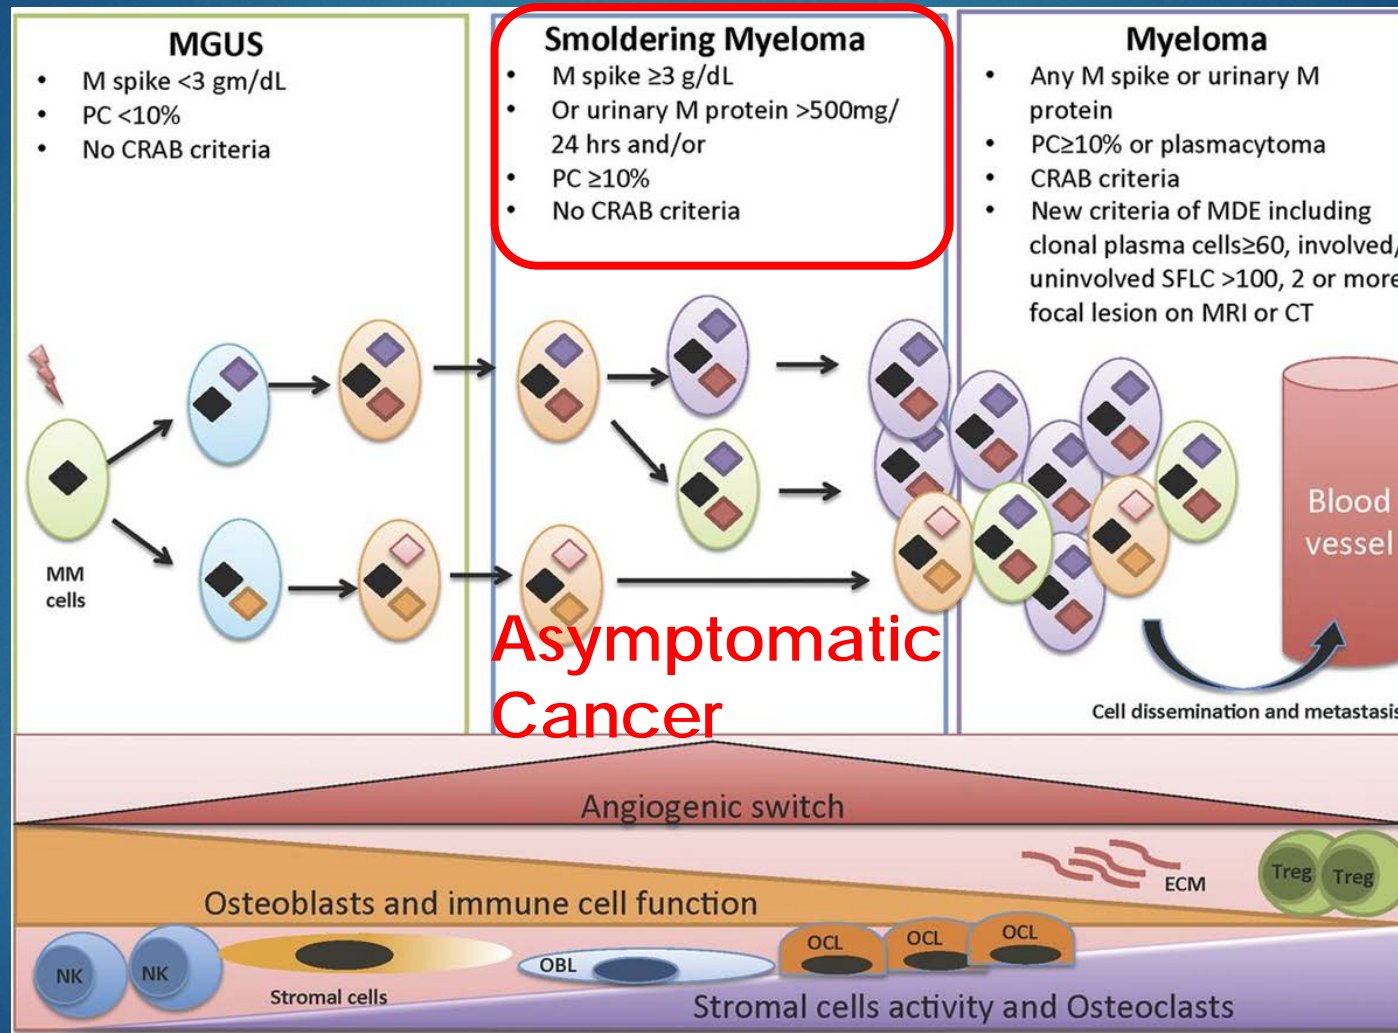 MGUS
• M spike <3 gm/dL
• PC <10%
• No CRAB criteria
Smoldering Myeloma
• M spike ≥3 g/dL
• Or urinary M protein >500mg/
24 hrs and/or
• PC ≥10%
• No CRAB criteria
Myeloma
• Any M spike or urinary M
protein
• PC≥10% or plasmacytoma
• CRAB criteria
• New criteria of MDE including
clonal plasma cells≥60, involved/
uninvolved SFLC >100, 2 or more
focal lesion on MRI or CT
MM
cells
Blood
vessel
Asymptomatic
Cancer
Cell dissemination and metastasis
Angiogenic switch
Osteoblasts and immune cell function
ECM
Treg
Treg
NK
NK
Stromal cells
OBL
OCL
OCL
OCL
Stromal cells activity and Osteoclasts